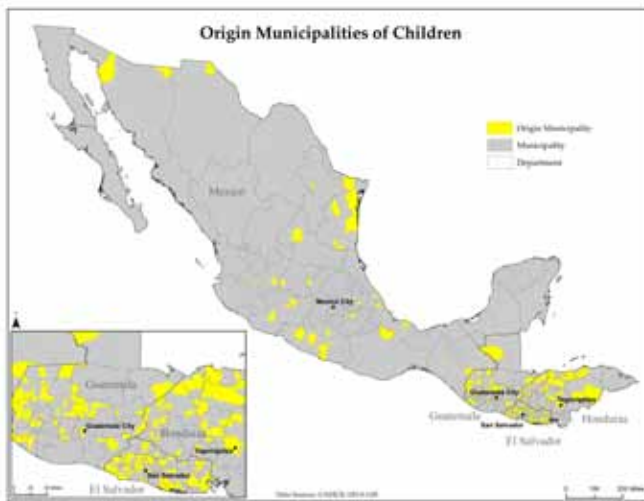 Origin Municipalities of Children
Origin Municipality
Municipality
Department
Mexico
Mexico City
Guatemala City
Tegucigalpa
Guatemala
San Salvador
Honduras
El Salvador
Guatemala
Guatemala City
Honduras
Tegucigalpa
San Salvador
El Salvador